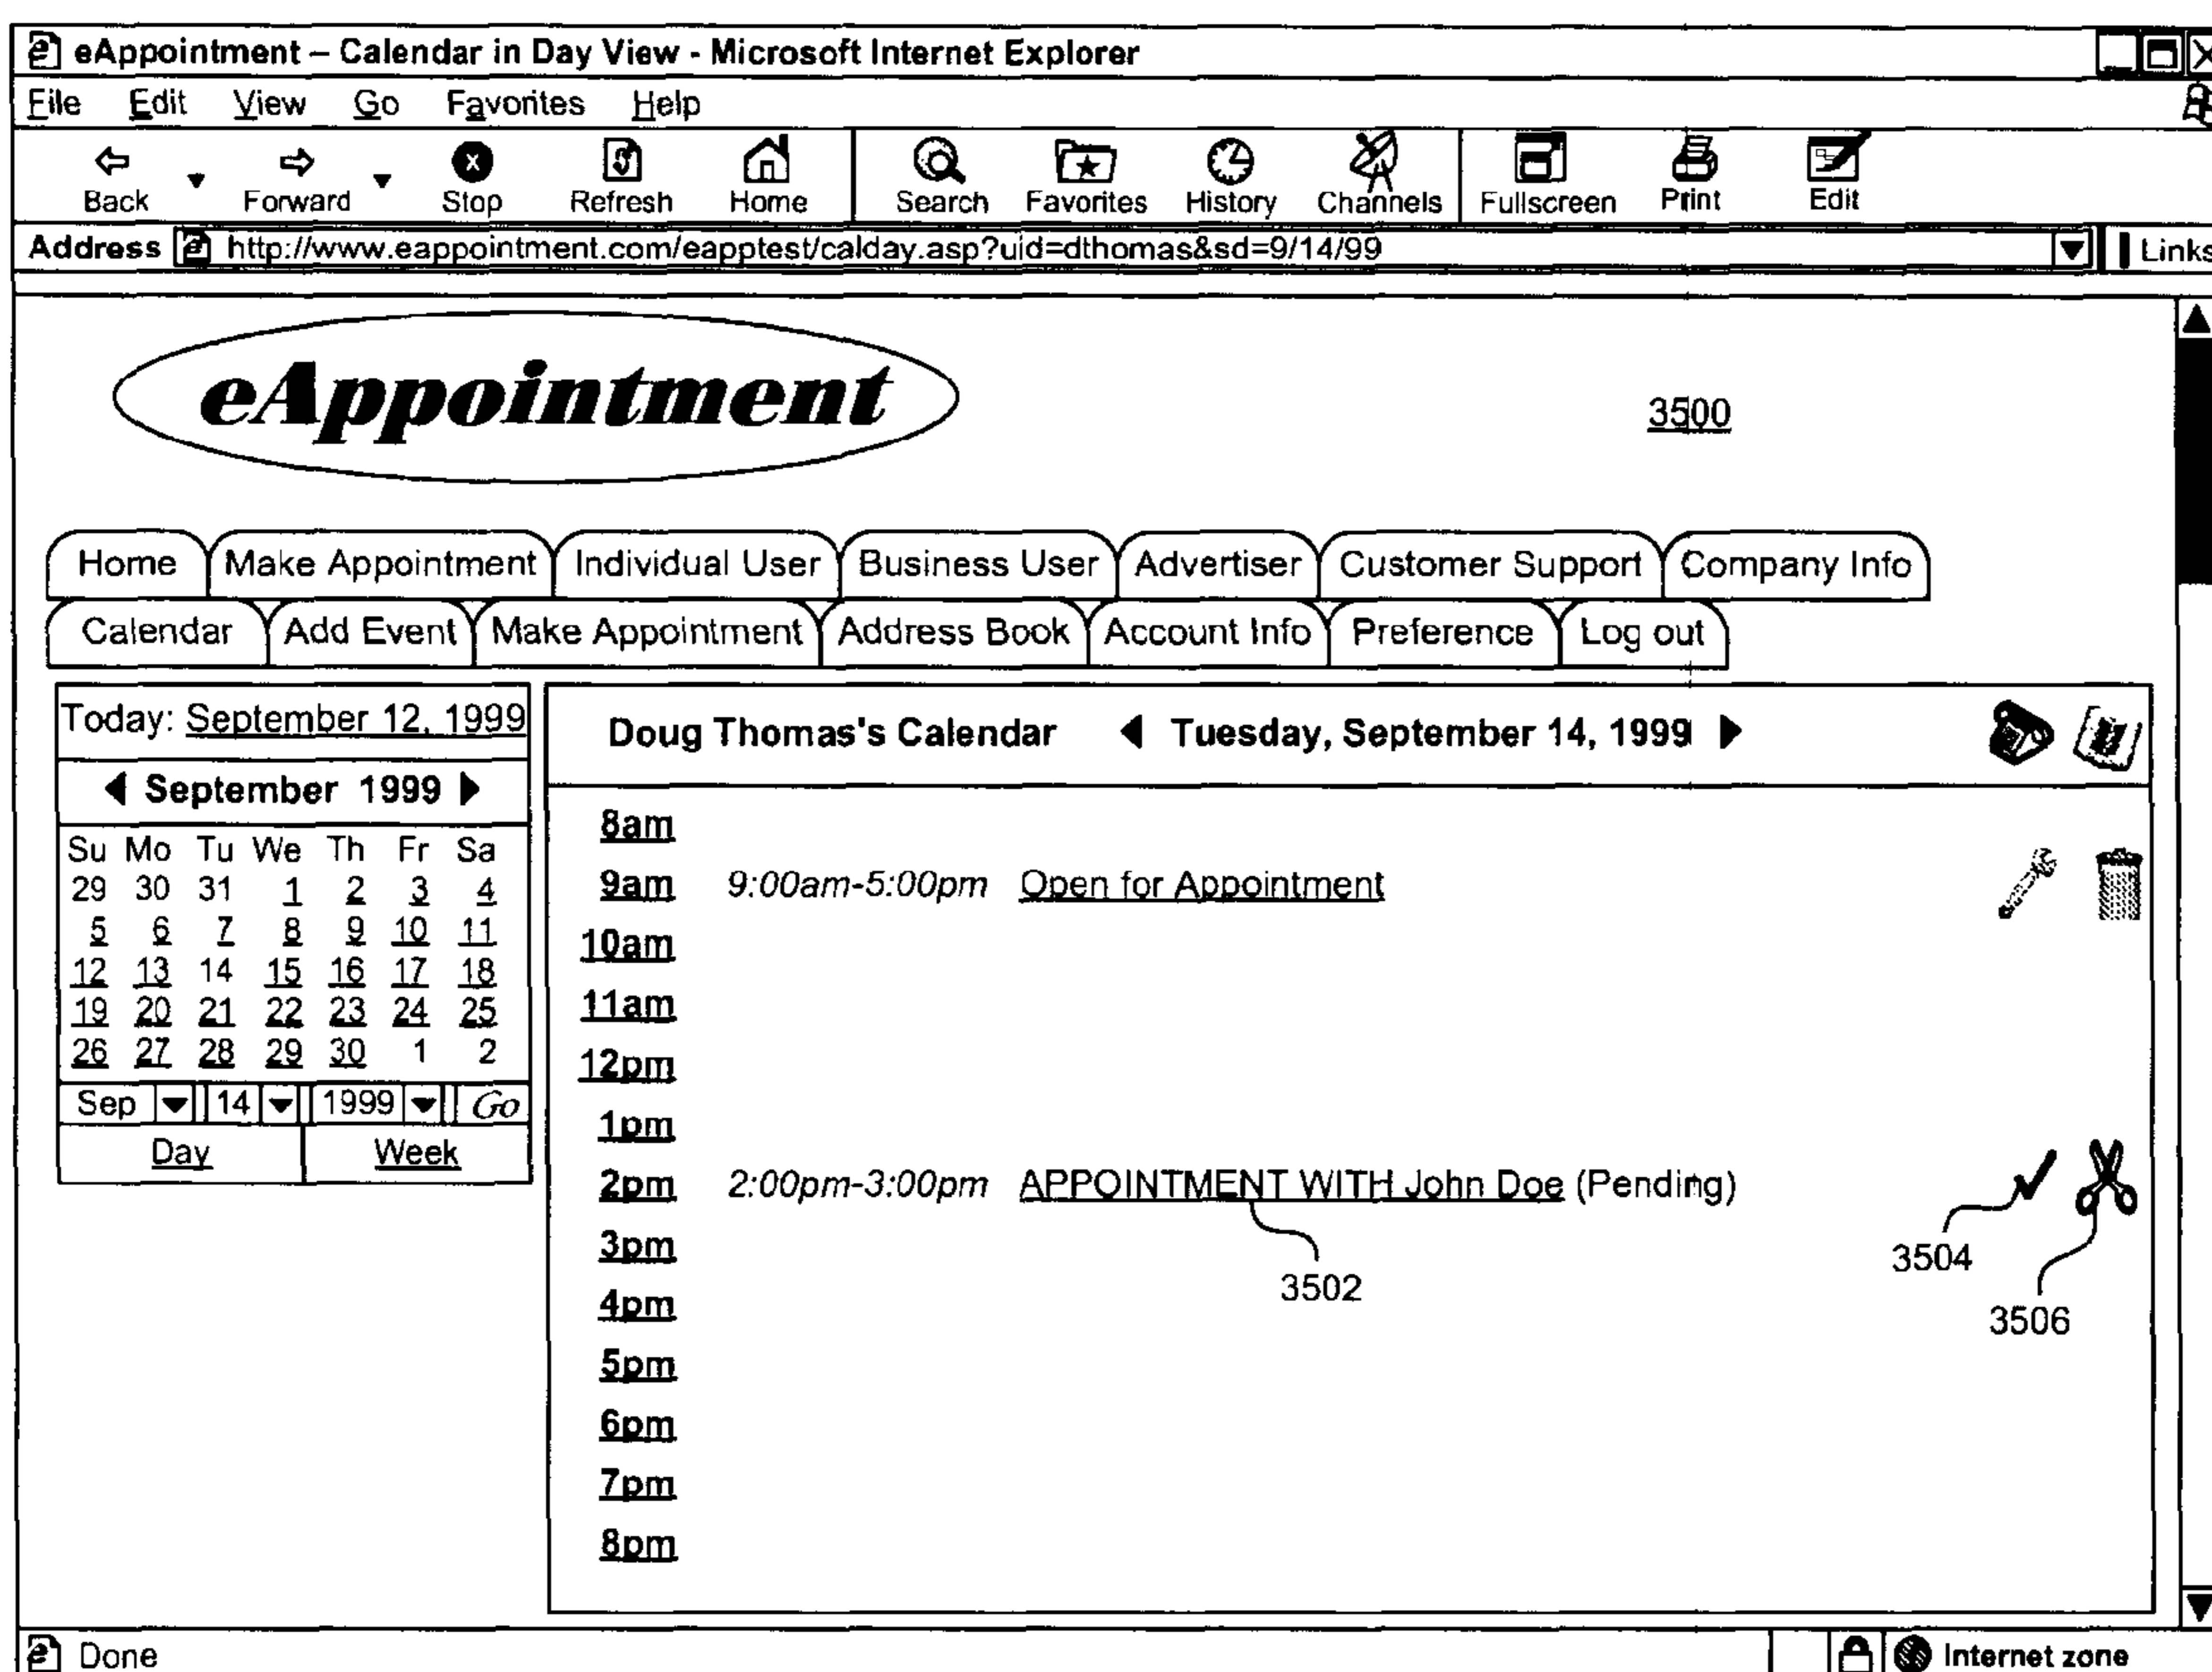 eAppointment – Calendar in Day View - Microsoft Internet Explorer
File Edit View Go Favorites Help
Back Forward Stop Refresh Home Search Favorites History Channels Fullscreen Print Edit
Address http://www.eappointment.com/eapptest/calday.asp?uid=dthomas&sd=9/14/99 Links
eAppointment
3500
Home Make Appointment Individual User Business User Advertiser Customer Support Company Info
Calendar Add Event Make Appointment Address Book Account Info Preference Log out
Today: September 12, 1999
September 1999
Su Mo Tu We Th Fr Sa
29 30 31 1 2 3 4
5 6 7 8 9 10 11
12 13 14 15 16 17 18
19 20 21 22 23 24 25
26 27 28 29 30 1 2
Sep 14 1999 Go
Day Week
Doug Thomas's Calendar Tuesday, September 14, 1999
8am
9am 9:00am-5:00pm Open for Appointment
10am
11am
12pm
1pm
2pm 2:00pm-3:00pm APPOINTMENT WITH John Doe (Pending)
3pm
3504
3502
4pm
3506
5pm
6pm
7pm
8pm
Done Internet zone